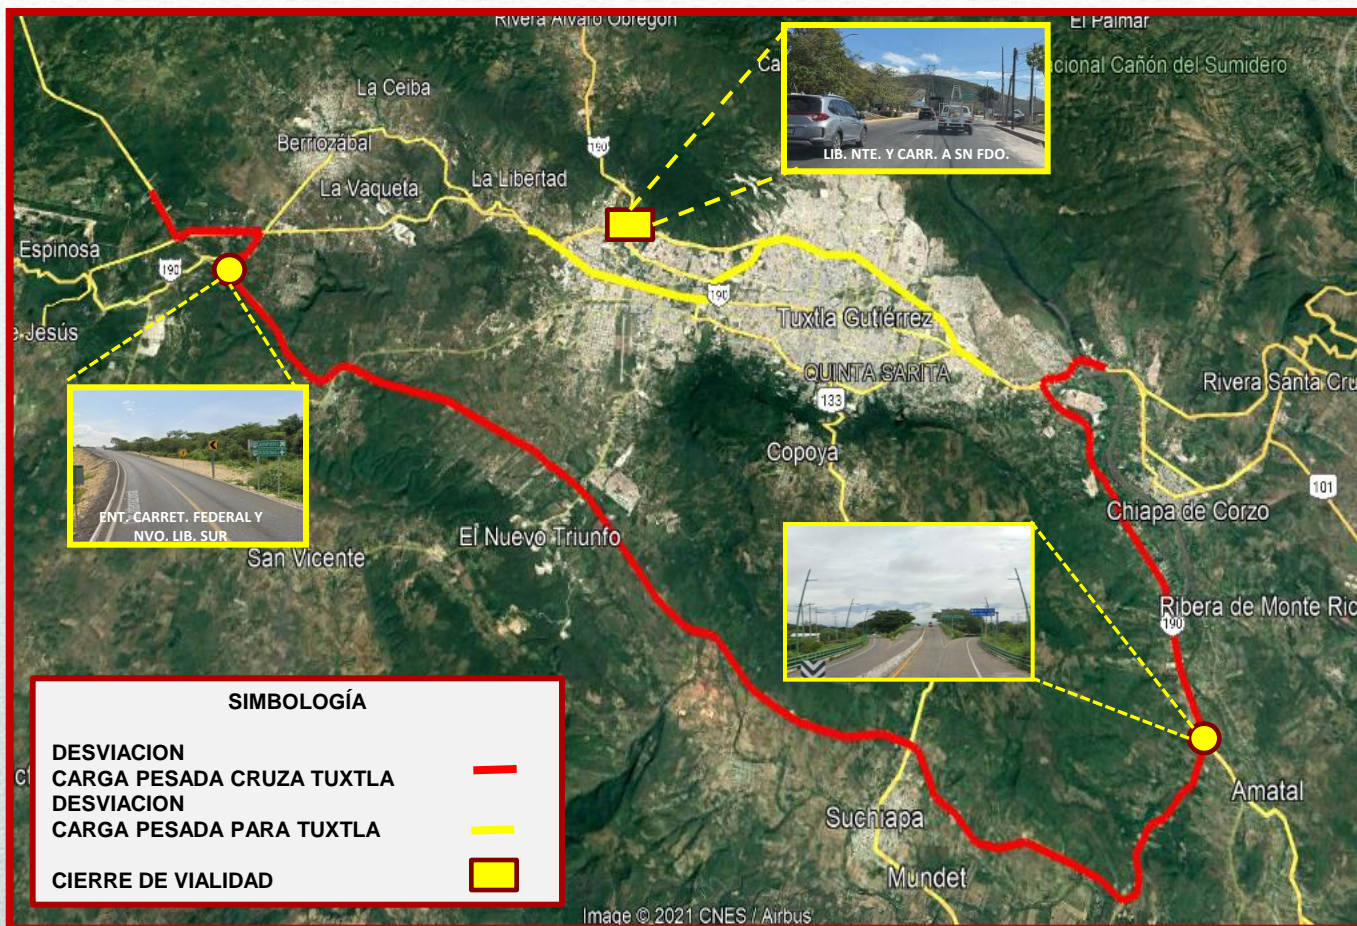 Rivera Álvaro Obregón
El Palmar
Ca
cional Cañón del Sumidero
La Ceiba
LIB. NTE. Y CARR. A SN FDO.
190
Berriozábal
La Libertad
La Vaqueta
Espinosa
190
190
e Jesús
Tuxtla Gutiérrez
QUINTA SARITA
Rivera Santa Cru
133
Copoya
101
Chiapa de Corzo
ENT. CARRET. FEDERAL Y
NVO. LIB. SUR
San Vicente
El Nuevo Triunfo
Ribera de Monte Ric
190
SIMBOLOGÍA
DESVIACION
CARGA PESADA CRUZA TUXTLA
DESVIACION
CARGA PESADA PARA TUXTLA
CIERRE DE VIALIDAD
Amatal
Suchiapa
Mundet
Image © 2021 CNES / Airbus